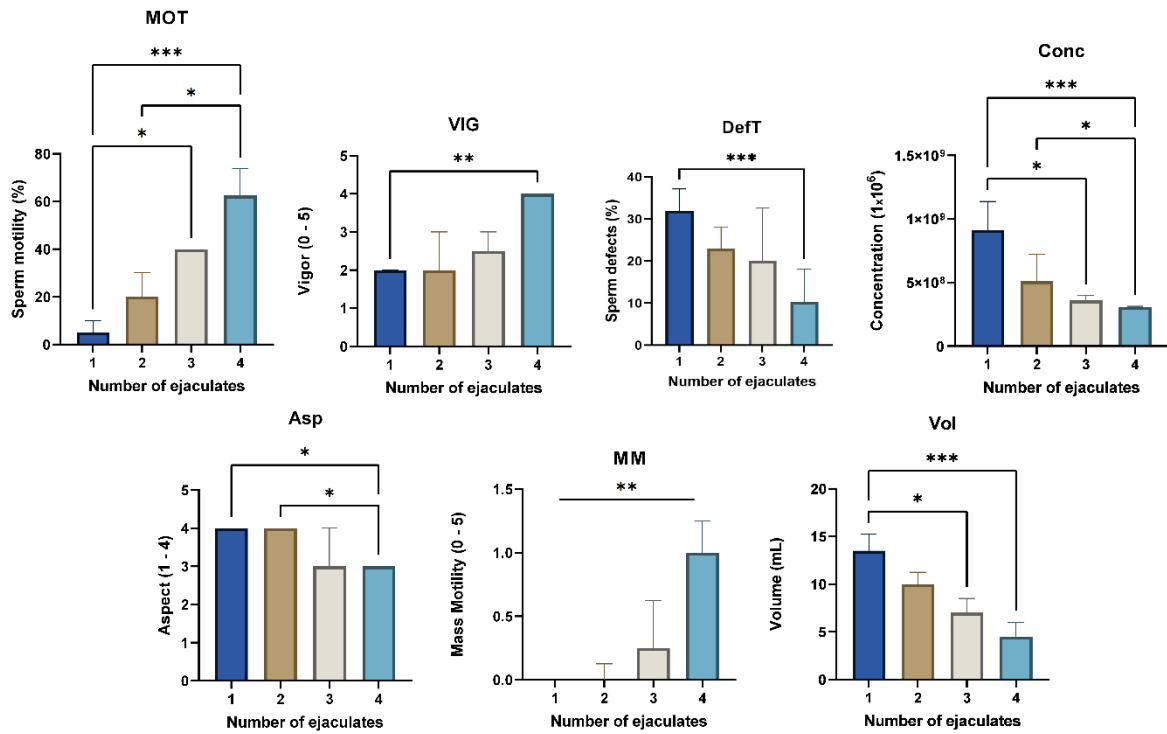 MOT
***
*
*
Sperm motility (%)
80
60
40
20
0
1 2 3 4
Number of ejaculates
VIG
**
Vigor (0 - 5)
5
4
3
2
1
0
1 2 3 4
Number of ejaculates
DefT
***
Sperm defects (%)
40
30
20
10
0
1 2 3 4
Number of ejaculates
Conc
***
*
*
Concentration (1×10⁶)
1.5×10⁹
1×10⁹
5×10⁸
0
1 2 3 4
Number of ejaculates
Asp
*
*
Aspect (1 - 4)
5
4
3
2
1
0
1 2 3 4
Number of ejaculates
MM
**
Mass Motility (0 - 5)
1.5
1.0
0.5
0.0
1 2 3 4
Number of ejaculates
Vol
***
*
Volume (mL)
20
15
10
5
0
1 2 3 4
Number of ejaculates